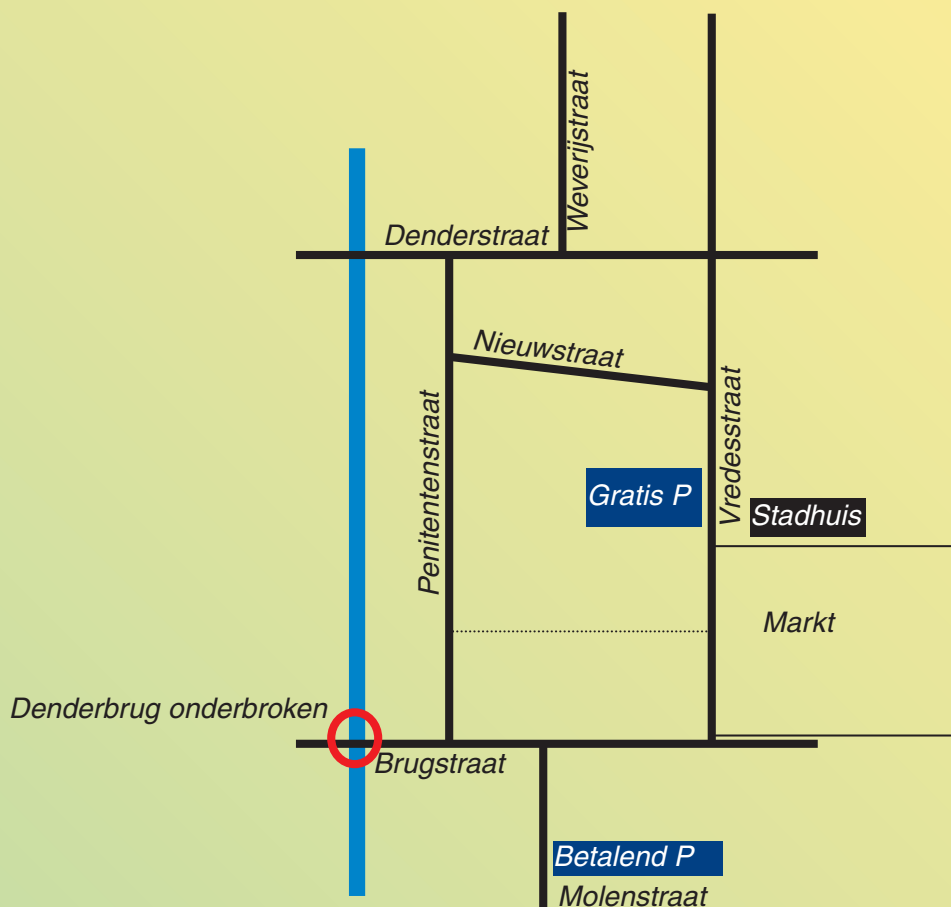 Weverijstraat
Denderstraat
Nieuwstraat
Penitentenstraat
Vredesstraat
Gratis P
Stadhuis
Markt
Denderbrug onderbroken
Brugstraat
Betalend P
Molenstraat